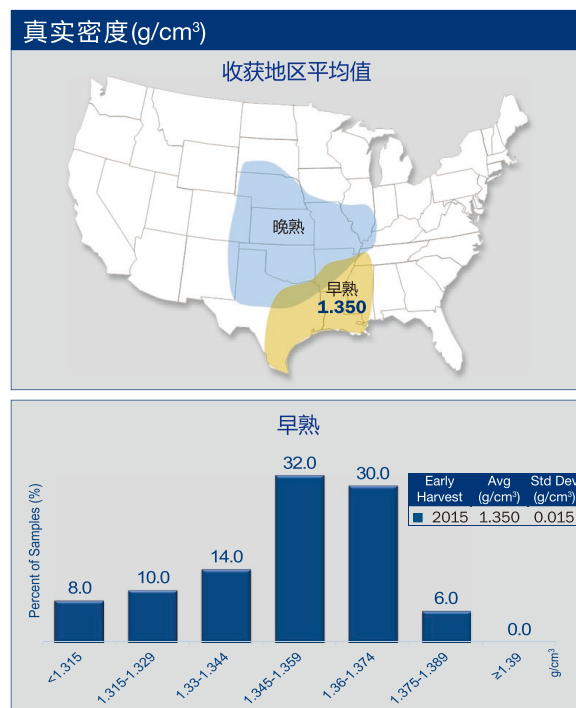 真实密度(g/cm³)
收获地区平均值
晚熟
早熟
1.350
早熟
Percent of Samples (%)
8.0
10.0
14.0
32.0
30.0
6.0
0.0
Early Harvest Avg (g/cm³) Std Dev (g/cm³)
2015 1.350 0.015
<1.315
1.315-1.329
1.33-1.344
1.345-1.359
1.36-1.374
1.375-1.389
≥1.39
g/cm³